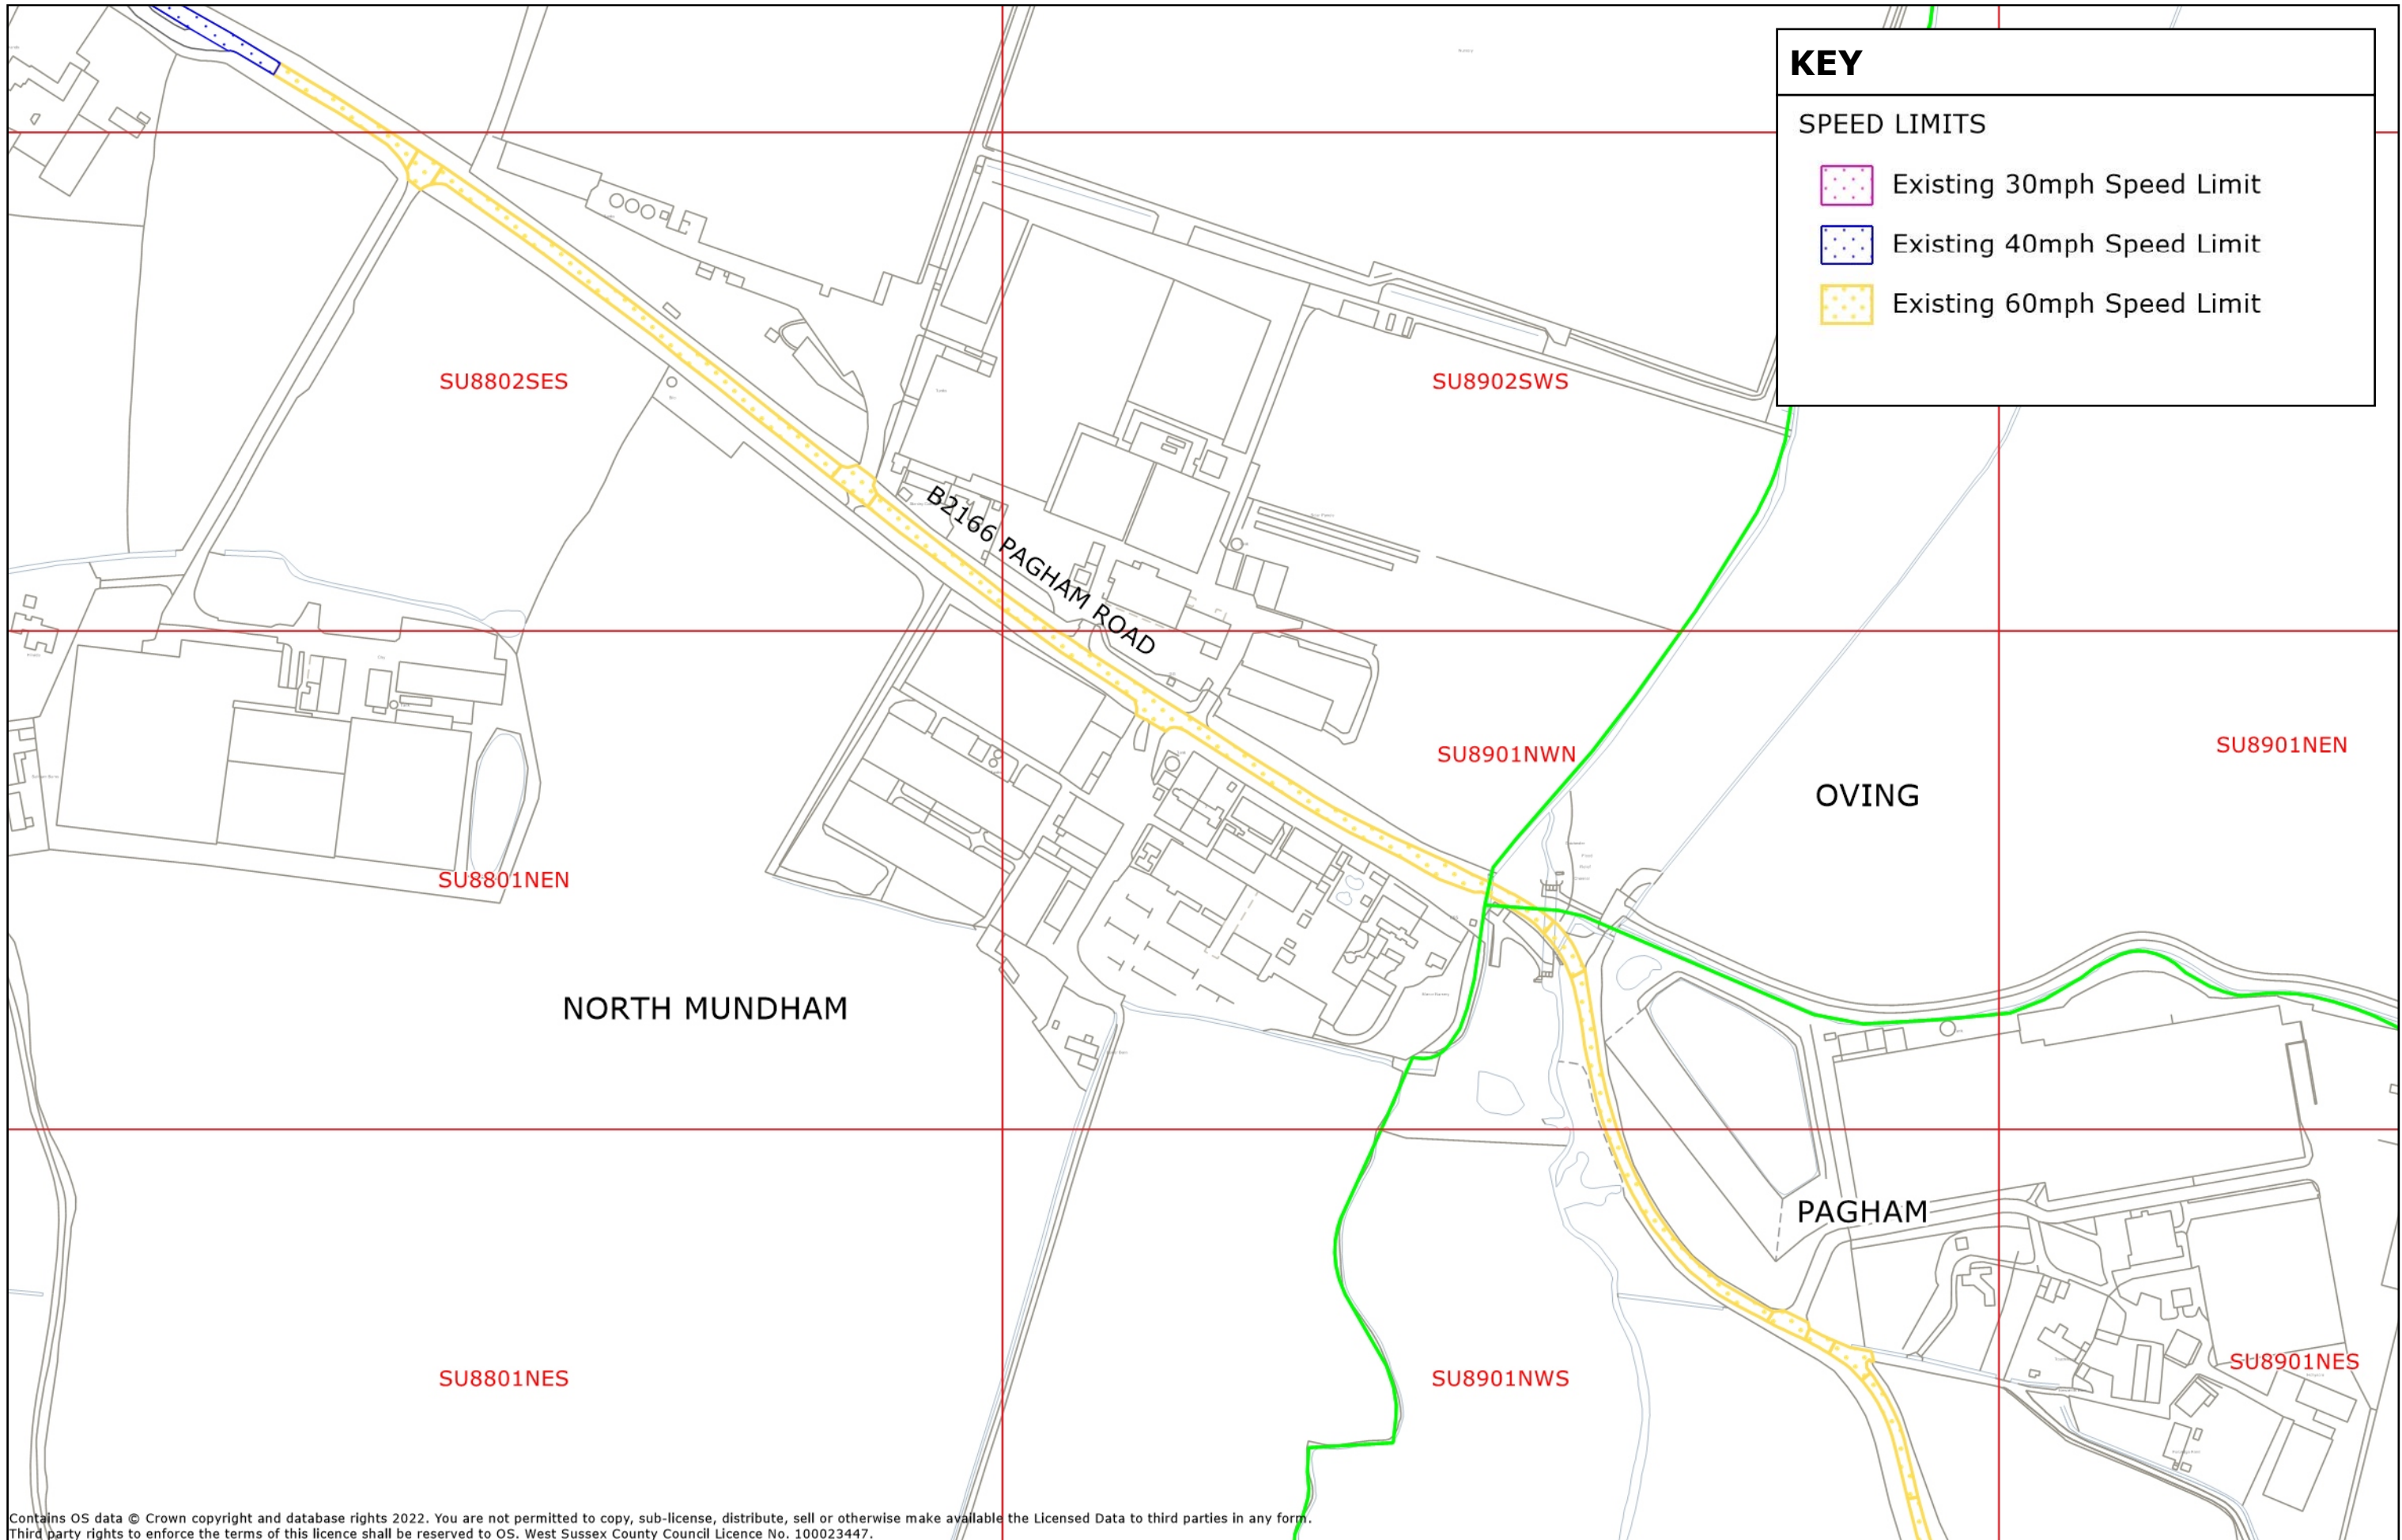 KEY
SPEED LIMITS
Existing 30mph Speed Limit
Existing 40mph Speed Limit
Existing 60mph Speed Limit
SU8802SES
SU8902SWS
B2166 PAGHAM ROAD
SU8901NWN
SU8901NEN
OVING
SU8801NEN
NORTH MUNDHAM
PAGHAM
SU8801NES
SU8901NWS
SU8901NES
Contains OS data © Crown copyright and database rights 2022. You are not permitted to copy, sub-license, distribute, sell or otherwise make available the Licensed Data to third parties in any form.
Third party rights to enforce the terms of this licence shall be reserved to OS. West Sussex County Council Licence No. 100023447.